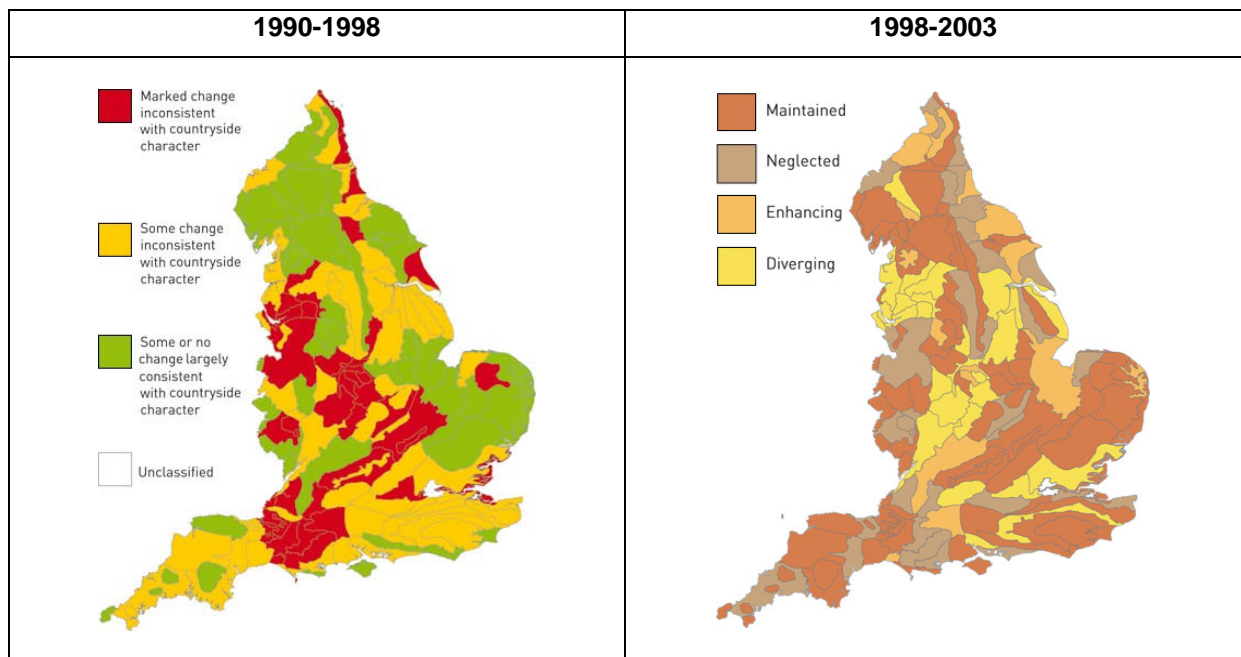 1990-1998
1998-2003
Marked change
inconsistent
with countryside
character
Some change
inconsistent
with countryside
character
Some or no
change largely
consistent
with countryside
character
Unclassified
Maintained
Neglected
Enhancing
Diverging